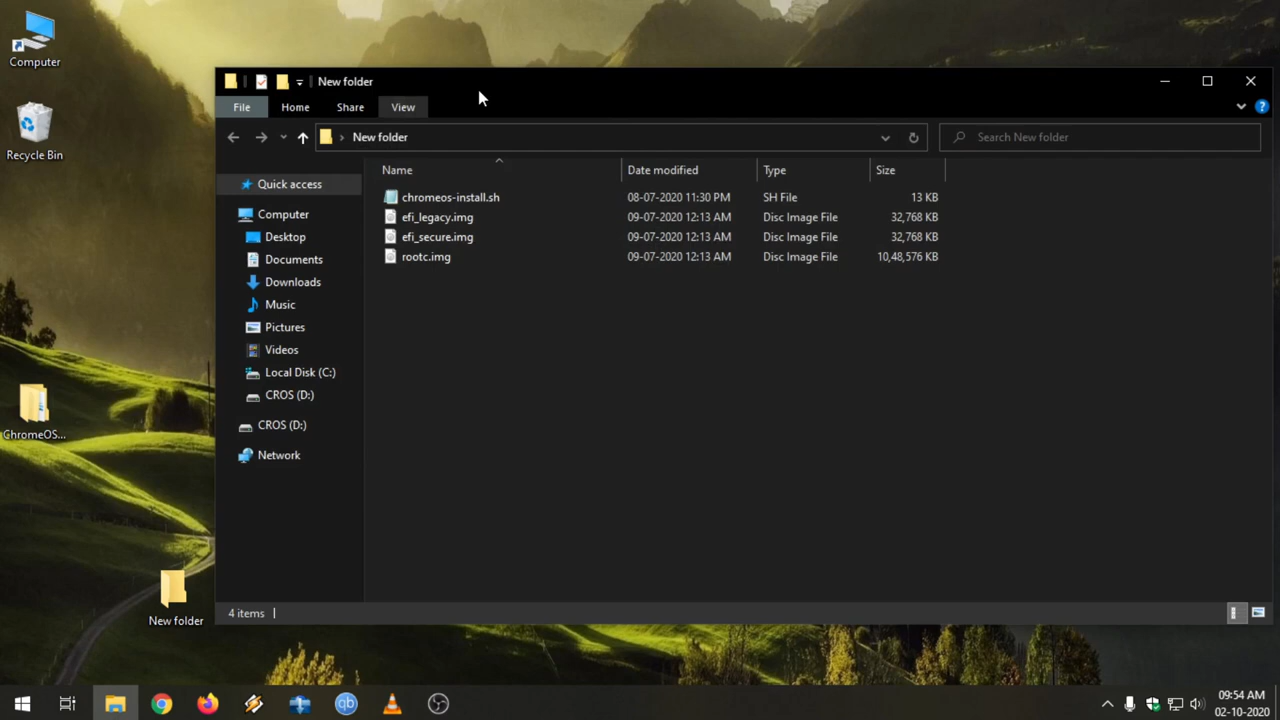 Computer
Recycle Bin
ChromeOS...
New folder
New folder
File Home Share View
New folder
Search New folder
Quick access
Computer
Desktop
Documents
Downloads
Music
Pictures
Videos
Local Disk (C:)
CROS (D:)
CROS (D:)
Network
Name Date modified Type Size
chromeos-install.sh 08-07-2020 11:30 PM SH File 13 KB
efi_legacy.img 09-07-2020 12:13 AM Disc Image File 32,768 KB
efi_secure.img 09-07-2020 12:13 AM Disc Image File 32,768 KB
rootc.img 09-07-2020 12:13 AM Disc Image File 10,48,576 KB
4 items
qb
09:54 AM
02-10-2020